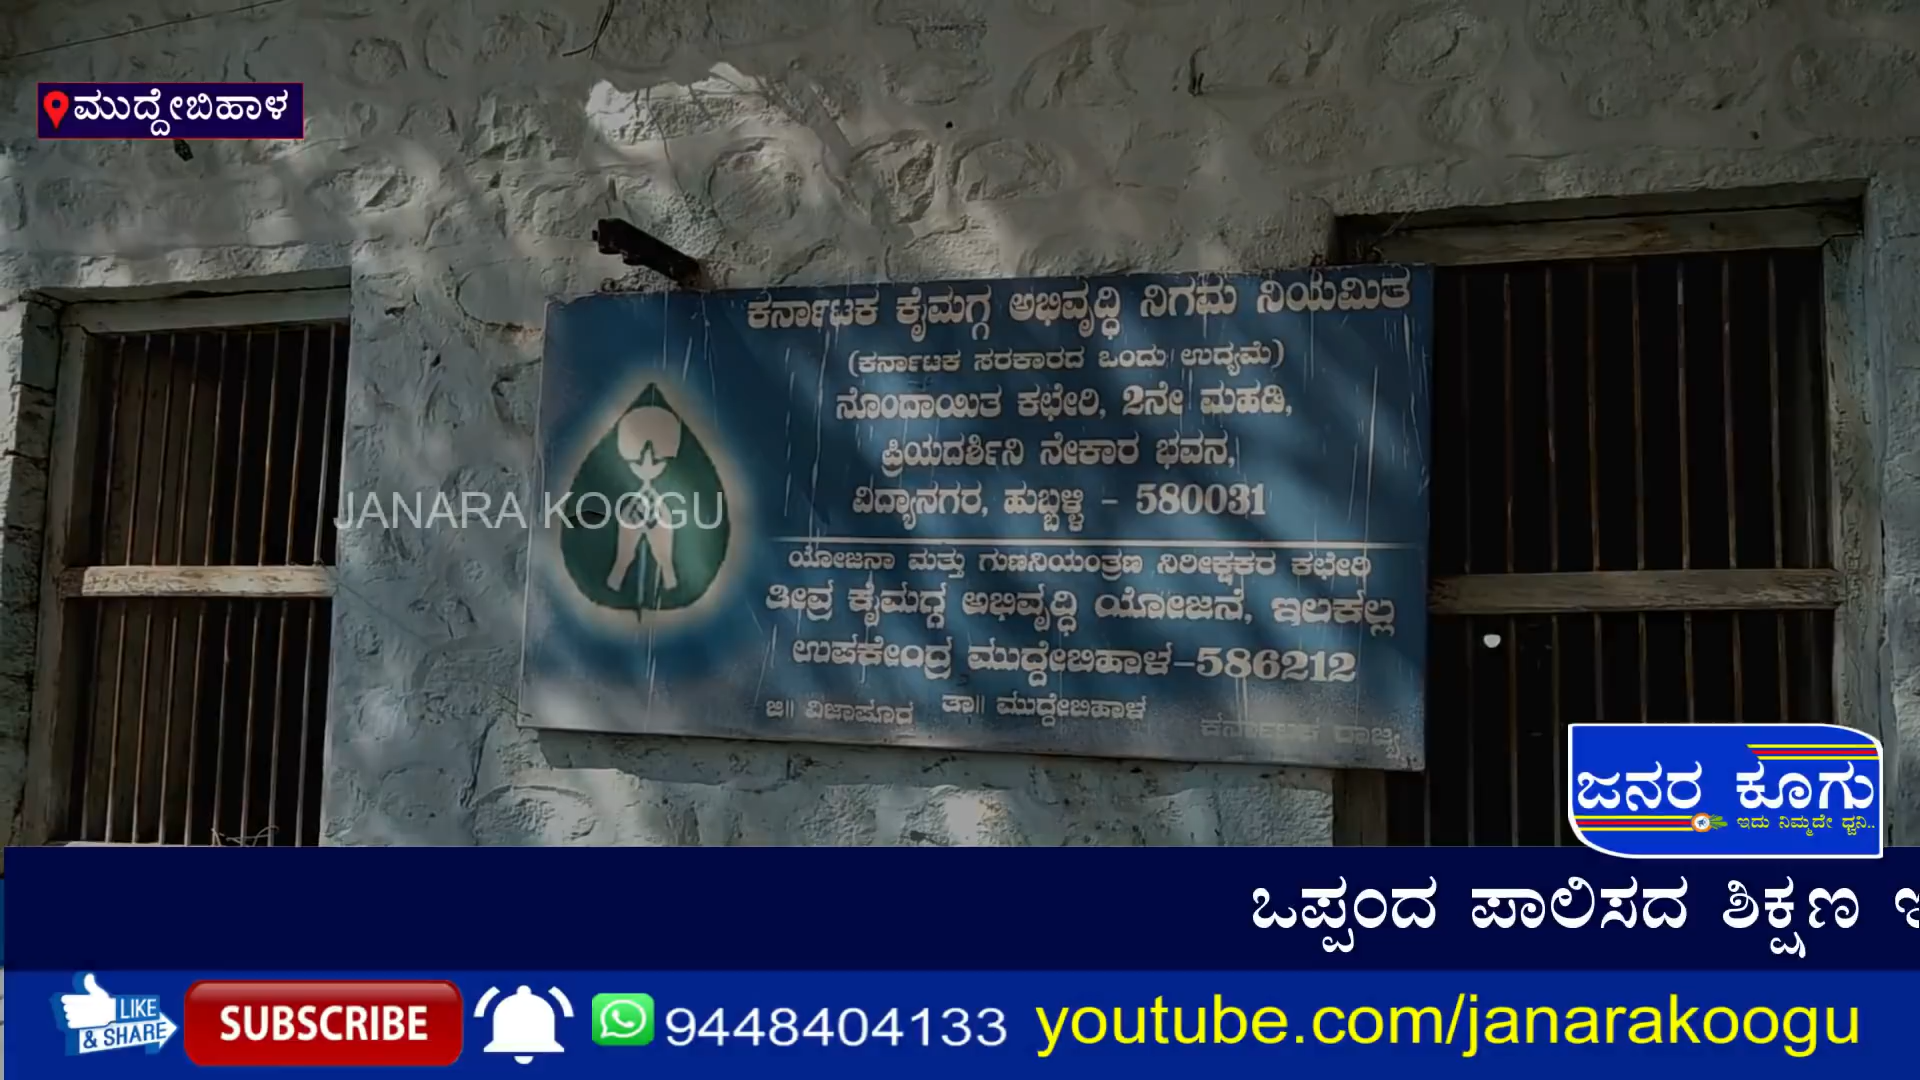 ಮುದ್ದೇಬಿಹಾಳ
ಕರ್ನಾಟಕ ಕೈಮಗ್ಗ ಅಭಿವೃದ್ಧಿ ನಿಗಮ ನಿಯಮಿತ
(ಕರ್ನಾಟಕ ಸರಕಾರದ ಒಂದು ಉದ್ಯಮ)
ನೊಂದಾಯಿತ ಕಛೇರಿ, 2ನೇ ಮಹಡಿ,
ಪ್ರಿಯದರ್ಶಿನಿ ನೇಕಾರ ಭವನ,
ವಿದ್ಯಾನಗರ, ಹುಬ್ಬಳ್ಳಿ - 580031
JANARA KOOGU
ಯೋಜನಾ ಮತ್ತು ಗುಣನಿಯಂತ್ರಣ ನಿರೀಕ್ಷಕರ ಕಛೇರಿ
ತೀವ್ರ ಕೈಮಗ್ಗ ಅಭಿವೃದ್ಧಿ ಯೋಜನೆ, ಇಲಕಲ್ಲ
ಉಪಕೇಂದ್ರ ಮುದ್ದೇಬಿಹಾಳ-586212
ಜಿ॥ ವಿಜಾಪೂರ ತಾ॥ ಮುದ್ದೇಬಿಹಾಳ ಕರ್ನಾಟಕ ರಾಜ್ಯ
ಜನರ ಕೂಗು
ಇದು ನಿಮ್ಮದೇ ಧ್ವನಿ..
ಒಪ್ಪಂದ ಪಾಲಿಸದ ಶಿಕ್ಷಣ
LIKE
& SHARE
SUBSCRIBE
9448404133
youtube.com/janarakoogu